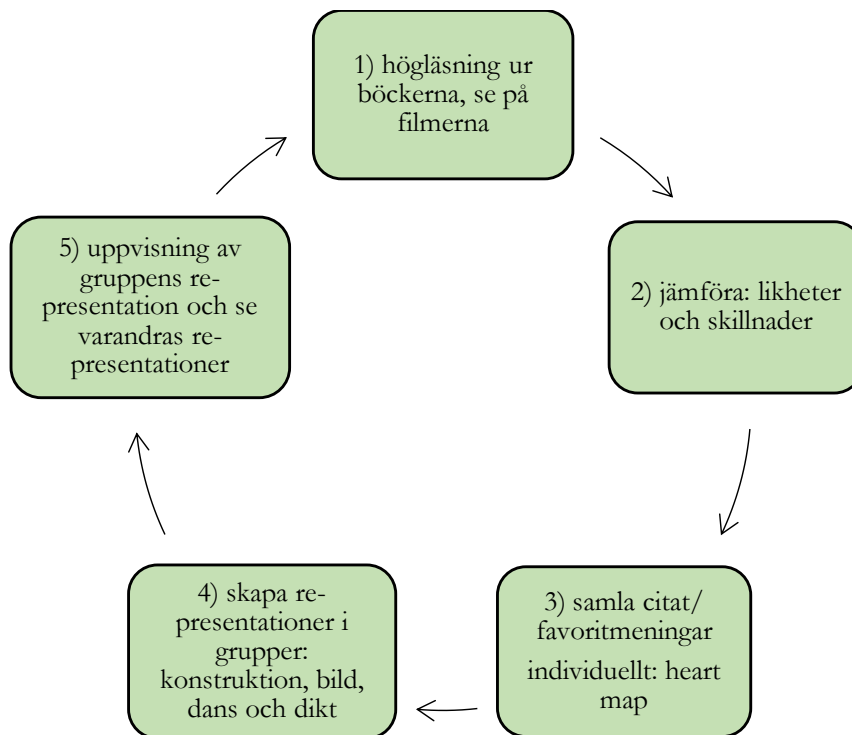 1) högläsning ur
böckerna, se på
filmerna
2) jämföra: likheter
och skillnader
3) samla citat/
favoritmeningar
individuellt: heart
map
4) skapa re-
presentationer i
grupper:
konstruktion, bild,
dans och dikt
5) uppvisning av
gruppens re-
presentation och se
varandras re-
presentationer